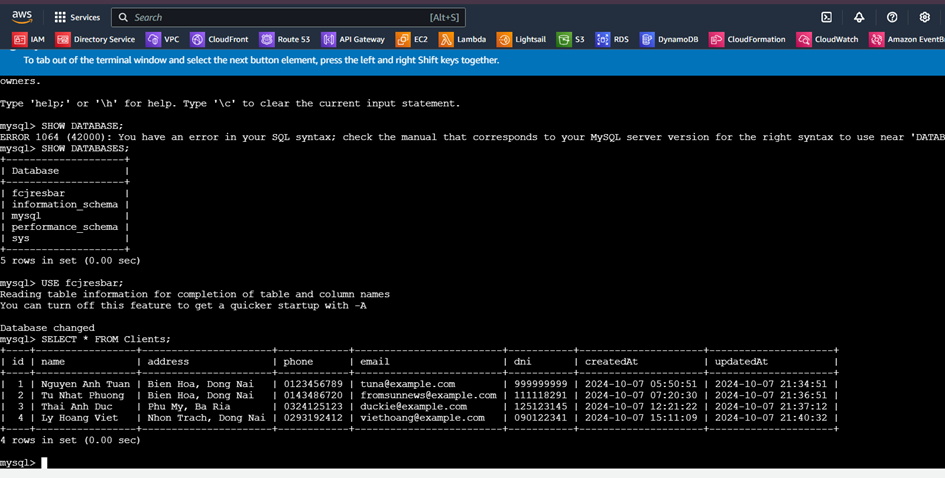 aws Services Search [Alt+S]
IAM Directory Service VPC CloudFront Route 53 API Gateway EC2 Lambda Lightsail S3 RDS DynamoDB CloudFormation CloudWatch Amazon EventB
To tab out of the terminal window and select the next button element, press the left and right Shift keys together.
owners.
Type 'help;' or '\h' for help. Type '\c' to clear the current input statement.
mysql> SHOW DATABASE;
ERROR 1064 (42000): You have an error in your SQL syntax; check the manual that corresponds to your MySQL server version for the right syntax to use near 'DATAB
mysql> SHOW DATABASES;
+--------------------+
| Database           |
+--------------------+
| fcjresbar          |
| information_schema |
| mysql              |
| performance_schema |
| sys                |
+--------------------+
5 rows in set (0.00 sec)
mysql> USE fcjresbar;
Reading table information for completion of table and column names
You can turn off this feature to get a quicker startup with -A
Database changed
mysql> SELECT * FROM Clients;
+----+-----------------+----------------------+------------+-------------------------+-----------+---------------------+---------------------+
| id | name            | address              | phone      | email                   | dni       | createdAt           | updatedAt           |
+----+-----------------+----------------------+------------+-------------------------+-----------+---------------------+---------------------+
|  1 | Nguyen Anh Tuan | Bien Hoa, Dong Nai   | 0123456789 | tuna@example.com        | 999999999 | 2024-10-07 05:50:51 | 2024-10-07 21:34:51 |
|  2 | Tu Nhat Phuong  | Bien Hoa, Dong Nai   | 0143486720 | fromsunnews@example.com | 111118291 | 2024-10-07 07:20:30 | 2024-10-07 21:36:51 |
|  3 | Thai Anh Duc    | Phu My, Ba Ria       | 0324125123 | duckie@example.com      | 125123145 | 2024-10-07 12:21:22 | 2024-10-07 21:37:12 |
|  4 | Ly Hoang Viet   | Nhon Trach, Dong Nai | 0293192412 | viethoang@example.com   | 090122341 | 2024-10-07 15:11:09 | 2024-10-07 21:40:32 |
+----+-----------------+----------------------+------------+-------------------------+-----------+---------------------+---------------------+
4 rows in set (0.00 sec)
mysql>